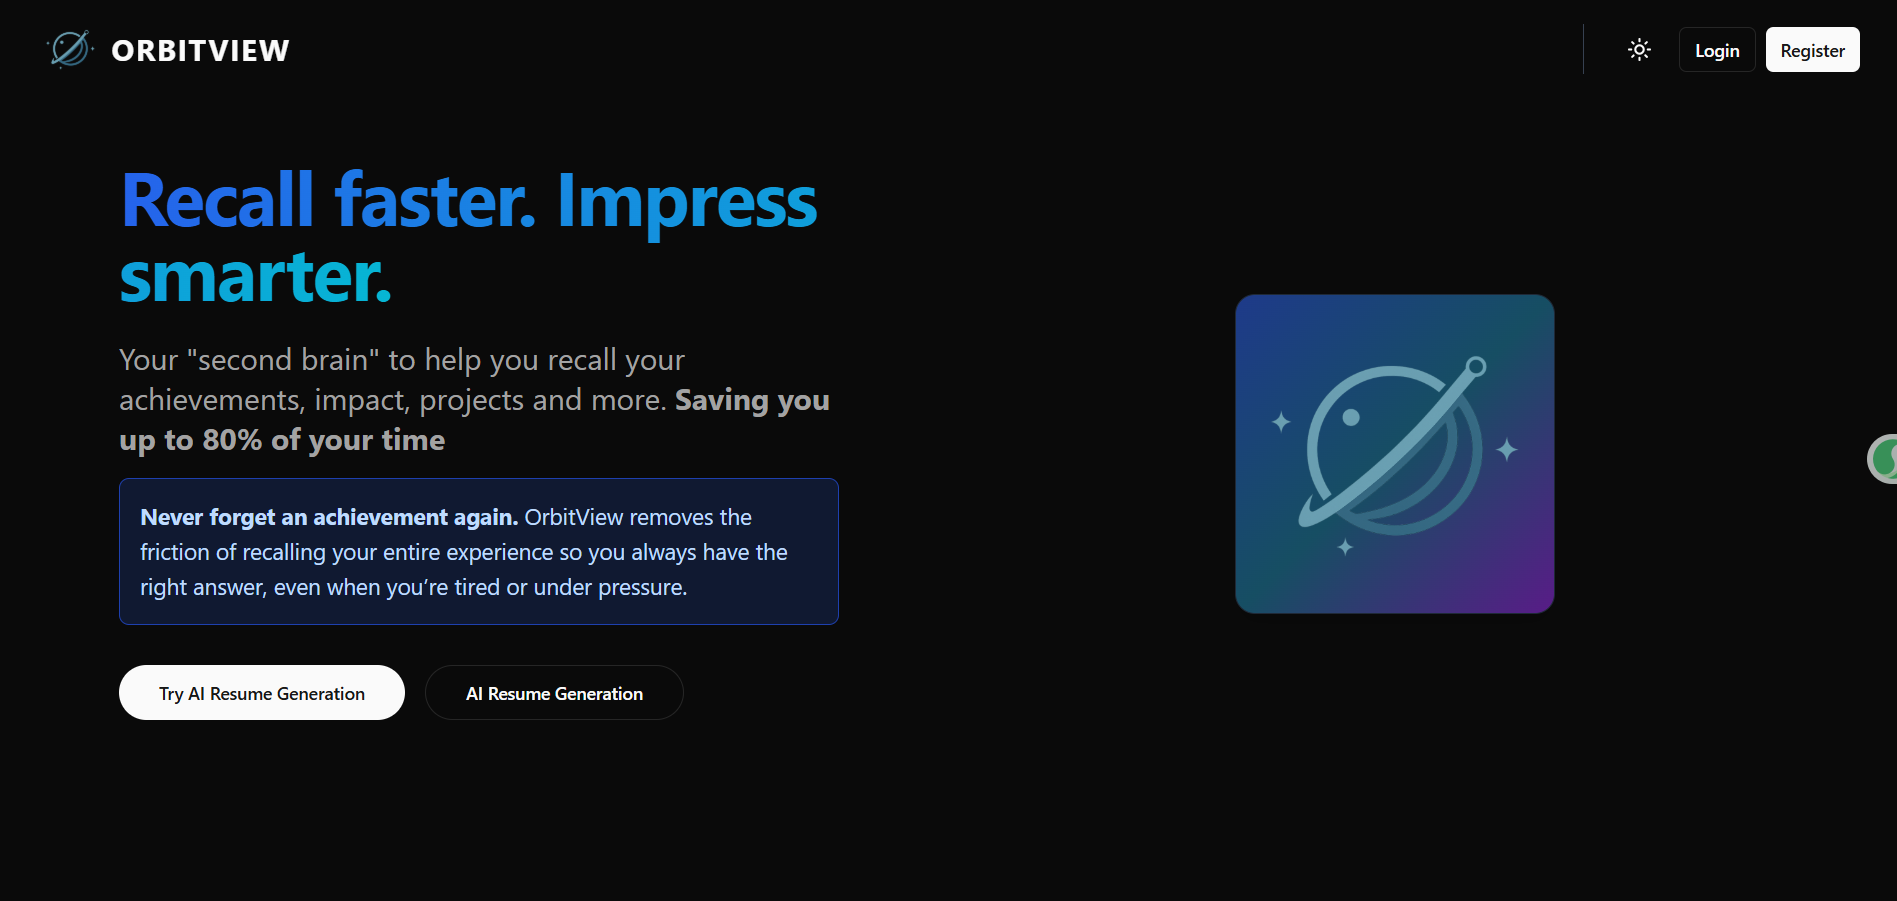 ORBITVIEW
Login
Register
Recall faster. Impress
smarter.
Your "second brain" to help you recall your
achievements, impact, projects and more. Saving you
up to 80% of your time
Never forget an achievement again. OrbitView removes the
friction of recalling your entire experience so you always have the
right answer, even when you’re tired or under pressure.
Try AI Resume Generation
AI Resume Generation